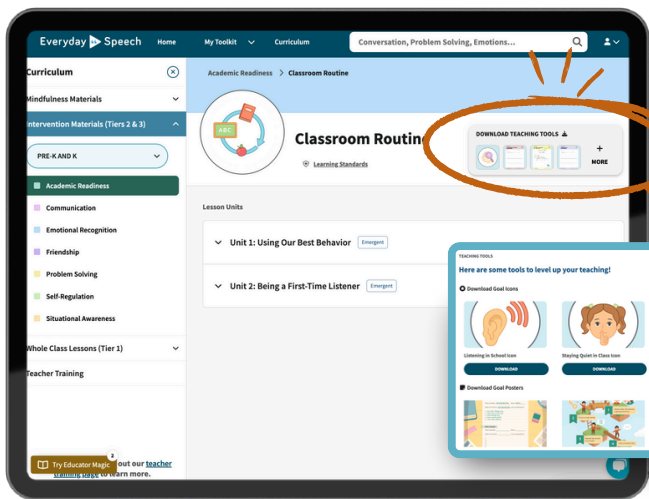 Everyday Speech
Home
My Toolkit
Curriculum
Conversation, Problem Solving, Emotions...
Curriculum
Mindfulness Materials
Intervention Materials (Tiers 2 & 3)
PRE-K AND K
Academic Readiness
Communication
Emotional Recognition
Friendship
Problem Solving
Self-Regulation
Situational Awareness
Whole Class Lessons (Tier 1)
Teacher Training
Try Educator Magic
2
out our teacher
training page to learn more.
Academic Readiness > Classroom Routine
ABC
Classroom Routin
Learning Standards
DOWNLOAD TEACHING TOOLS
+
MORE
Lesson Units
Unit 1: Using Our Best Behavior
Emergent
Unit 2: Being a First-Time Listener
Emergent
TEACHING TOOLS
Here are some tools to level up your teaching!
Download Goal Icons
Listening in School Icon
Staying Quiet in Class Icon
DOWNLOAD
DOWNLOAD
Download Goal Posters